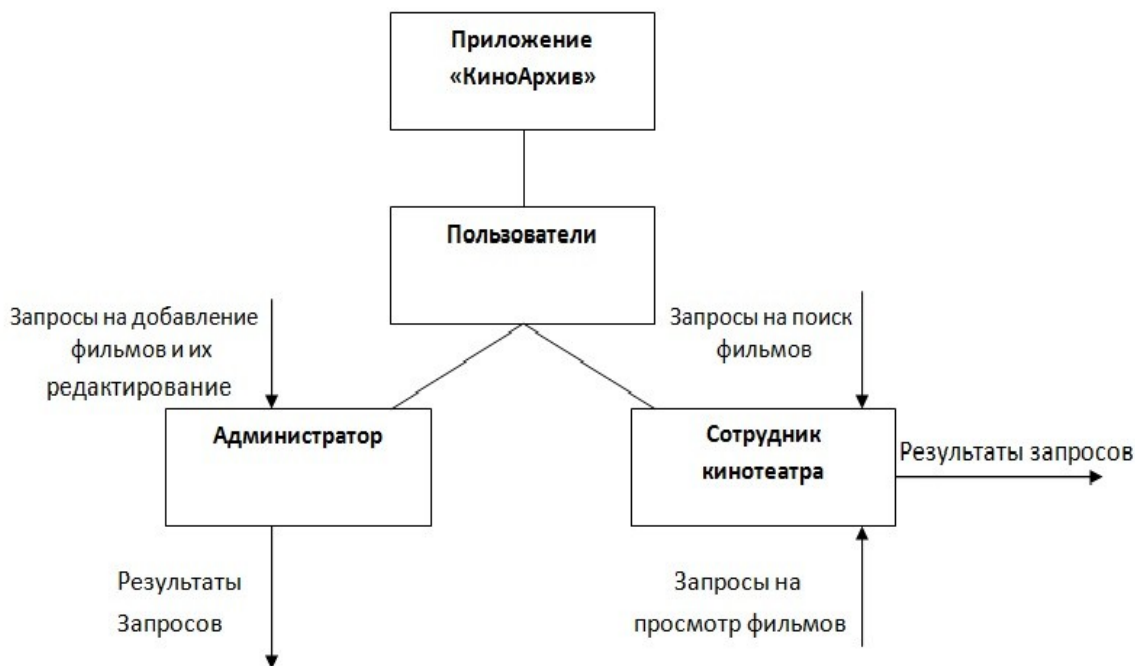 Приложение
«КиноАрхив»
Пользователи
Запросы на добавление
фильмов и их
редактирование
Запросы на поиск
фильмов
Администратор
Сотрудник
кинотеатра
Результаты запросов
Результаты
Запросов
Запросы на
просмотр фильмов